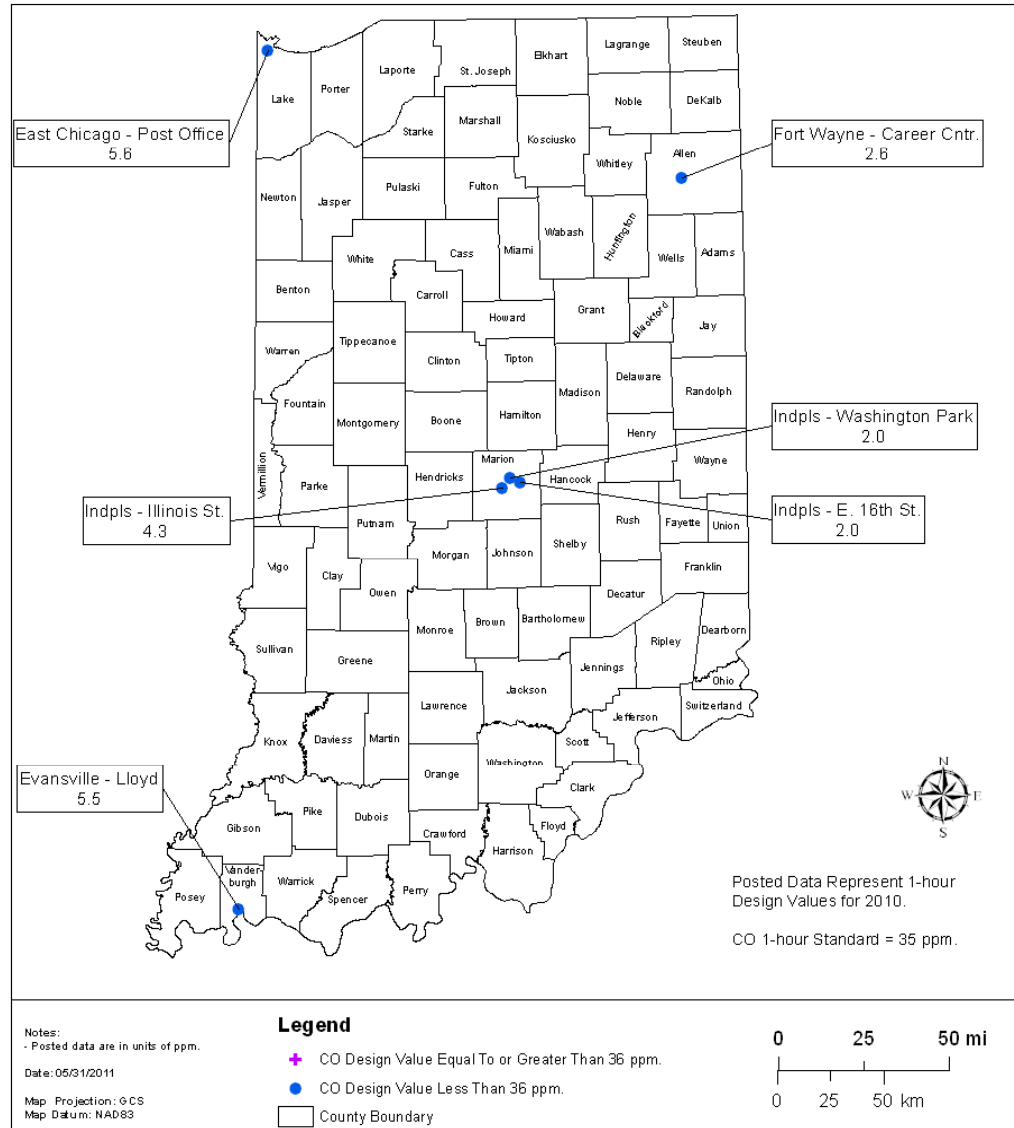 Lake
Porter
Laporte
St. Joseph
Elkhart
Lagrange
Steuben
Noble
DeKalb
East Chicago - Post Office
5.6
Starke
Marshall
Kosciusko
Whitley
Allen
Fort Wayne - Career Cntr.
2.6
Newton
Jasper
Pulaski
Fulton
Wabash
Huntington
Miami
Cass
White
Wells
Adams
Benton
Carroll
Howard
Grant
Blackford
Jay
Warren
Tippecanoe
Clinton
Tipton
Madison
Delaware
Randolph
Fountain
Montgomery
Boone
Hamilton
Henry
Indpls - Washington Park
2.0
Vermillion
Parke
Hendricks
Marion
Hancock
Wayne
Indpls - Illinois St.
4.3
Putnam
Rush
Fayette
Union
Indpls - E. 16th St.
2.0
Vigo
Clay
Owen
Morgan
Johnson
Shelby
Franklin
Decatur
Sullivan
Greene
Monroe
Brown
Bartholomew
Jennings
Ripley
Dearborn
Ohio
Switzerland
Jefferson
Jackson
Lawrence
Knox
Daviess
Martin
Scott
Washington
Orange
Clark
Evansville - Lloyd
5.5
Gibson
Pike
Dubois
Crawford
Floyd
Harrison
N
W
E
S
Posey
Vander-
burgh
Warrick
Spencer
Perry
Posted Data Represent 1-hour
Design Values for 2010.
CO 1-hour Standard = 35 ppm.
Notes:
- Posted data are in units of ppm.
Date: 05/31/2011
Map Projection: GCS
Map Datum: NAD83
Legend
CO Design Value Equal To or Greater Than 36 ppm.
CO Design Value Less Than 36 ppm.
County Boundary
0 25 50 mi
0 25 50 km